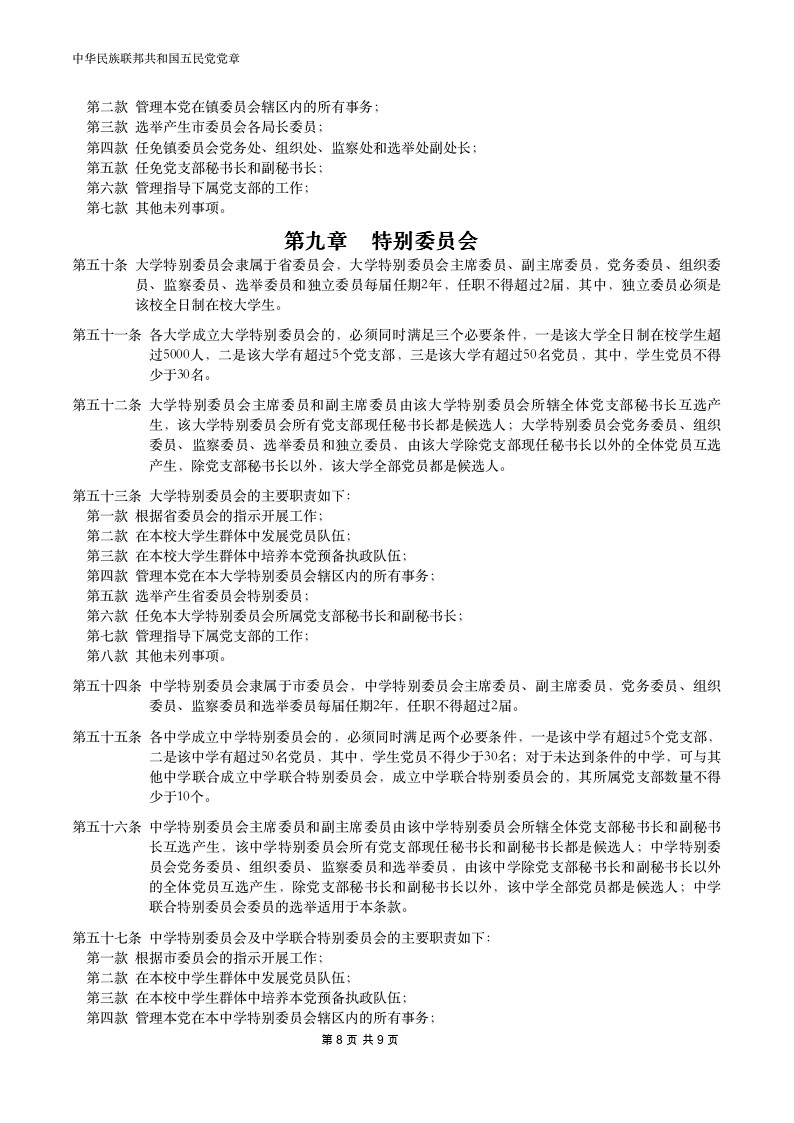 中华民族联邦共和国五民党党章
第二款 管理本党在镇委员会辖区内的所有事务；
第三款 选举产生市委员会各局长委员；
第四款 任免镇委员会党务处、组织处、监察处和选举处副处长；
第五款 任免党支部秘书长和副秘书长；
第六款 管理指导下属党支部的工作；
第七款 其他未列事项。
第九章 特别委员会
第五十条 大学特别委员会隶属于省委员会，大学特别委员会主席委员、副主席委员，党务委员、组织委
员、监察委员、选举委员和独立委员每届任期2年，任职不得超过2届，其中，独立委员必须是
该校全日制在校大学生。
第五十一条 各大学成立大学特别委员会的，必须同时满足三个必要条件，一是该大学全日制在校学生超
过5000人，二是该大学有超过5个党支部，三是该大学有超过50名党员，其中，学生党员不得
少于30名。
第五十二条 大学特别委员会主席委员和副主席委员由该大学特别委员会所辖全体党支部秘书长互选产
生，该大学特别委员会所有党支部现任秘书长都是候选人；大学特别委员会党务委员、组织
委员、监察委员、选举委员和独立委员，由该大学除党支部现任秘书长以外的全体党员互选
产生，除党支部秘书长以外，该大学全部党员都是候选人。
第五十三条 大学特别委员会的主要职责如下：
第一款 根据省委员会的指示开展工作；
第二款 在本校大学生群体中发展党员队伍；
第三款 在本校大学生群体中培养本党预备执政队伍；
第四款 管理本党在本大学特别委员会辖区内的所有事务；
第五款 选举产生省委员会特别委员；
第六款 任免本大学特别委员会所属党支部秘书长和副秘书长；
第七款 管理指导下属党支部的工作；
第八款 其他未列事项。
第五十四条 中学特别委员会隶属于市委员会，中学特别委员会主席委员、副主席委员，党务委员、组织
委员、监察委员和选举委员每届任期2年，任职不得超过2届。
第五十五条 各中学成立中学特别委员会的，必须同时满足两个必要条件，一是该中学有超过5个党支部，
二是该中学有超过50名党员，其中，学生党员不得少于30名；对于未达到条件的中学，可与其
他中学联合成立中学联合特别委员会，成立中学联合特别委员会的，其所属党支部数量不得
少于10个。
第五十六条 中学特别委员会主席委员和副主席委员由该中学特别委员会所辖全体党支部秘书长和副秘书
长互选产生，该中学特别委员会所有党支部现任秘书长和副秘书长都是候选人；中学特别委
员会党务委员、组织委员、监察委员和选举委员，由该中学除党支部秘书长和副秘书长以外
的全体党员互选产生，除党支部秘书长和副秘书长以外，该中学全部党员都是候选人；中学
联合特别委员会委员的选举适用于本条款。
第五十七条 中学特别委员会及中学联合特别委员会的主要职责如下：
第一款 根据市委员会的指示开展工作；
第二款 在本校中学生群体中发展党员队伍；
第三款 在本校中学生群体中培养本党预备执政队伍；
第四款 管理本党在本中学特别委员会辖区内的所有事务；
第 8 页 共 9 页